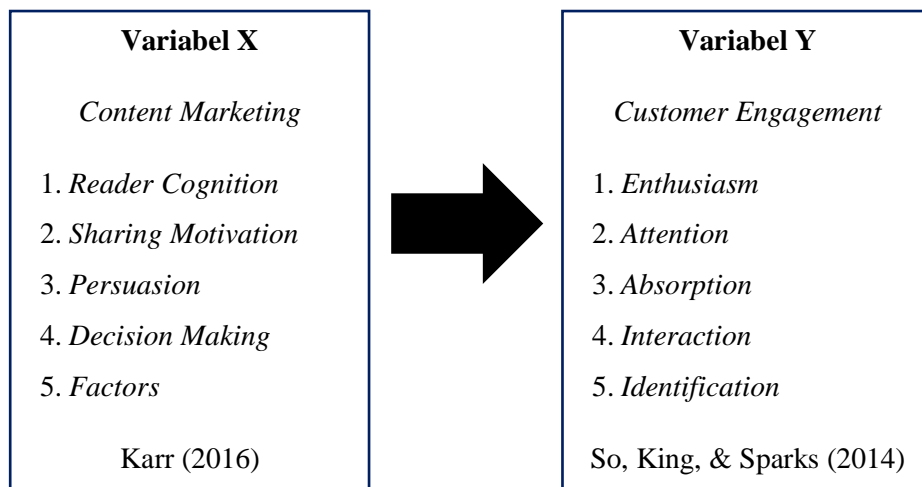 Variabel X
Content Marketing
1. Reader Cognition
2. Sharing Motivation
3. Persuasion
4. Decision Making
5. Factors
Karr (2016)
Variabel Y
Customer Engagement
1. Enthusiasm
2. Attention
3. Absorption
4. Interaction
5. Identification
So, King, & Sparks (2014)